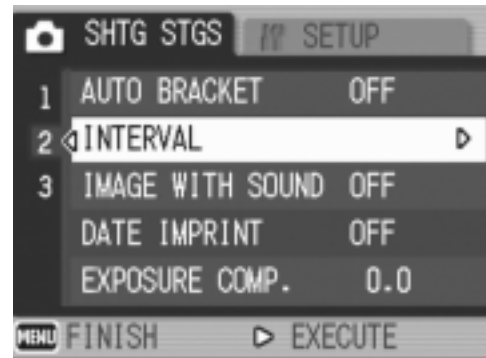 SHTG STGS SETUP
1 AUTO BRACKET OFF
2 INTERVAL
3 IMAGE WITH SOUND OFF
DATE IMPRINT OFF
EXPOSURE COMP. 0.0
MENU FINISH EXECUTE